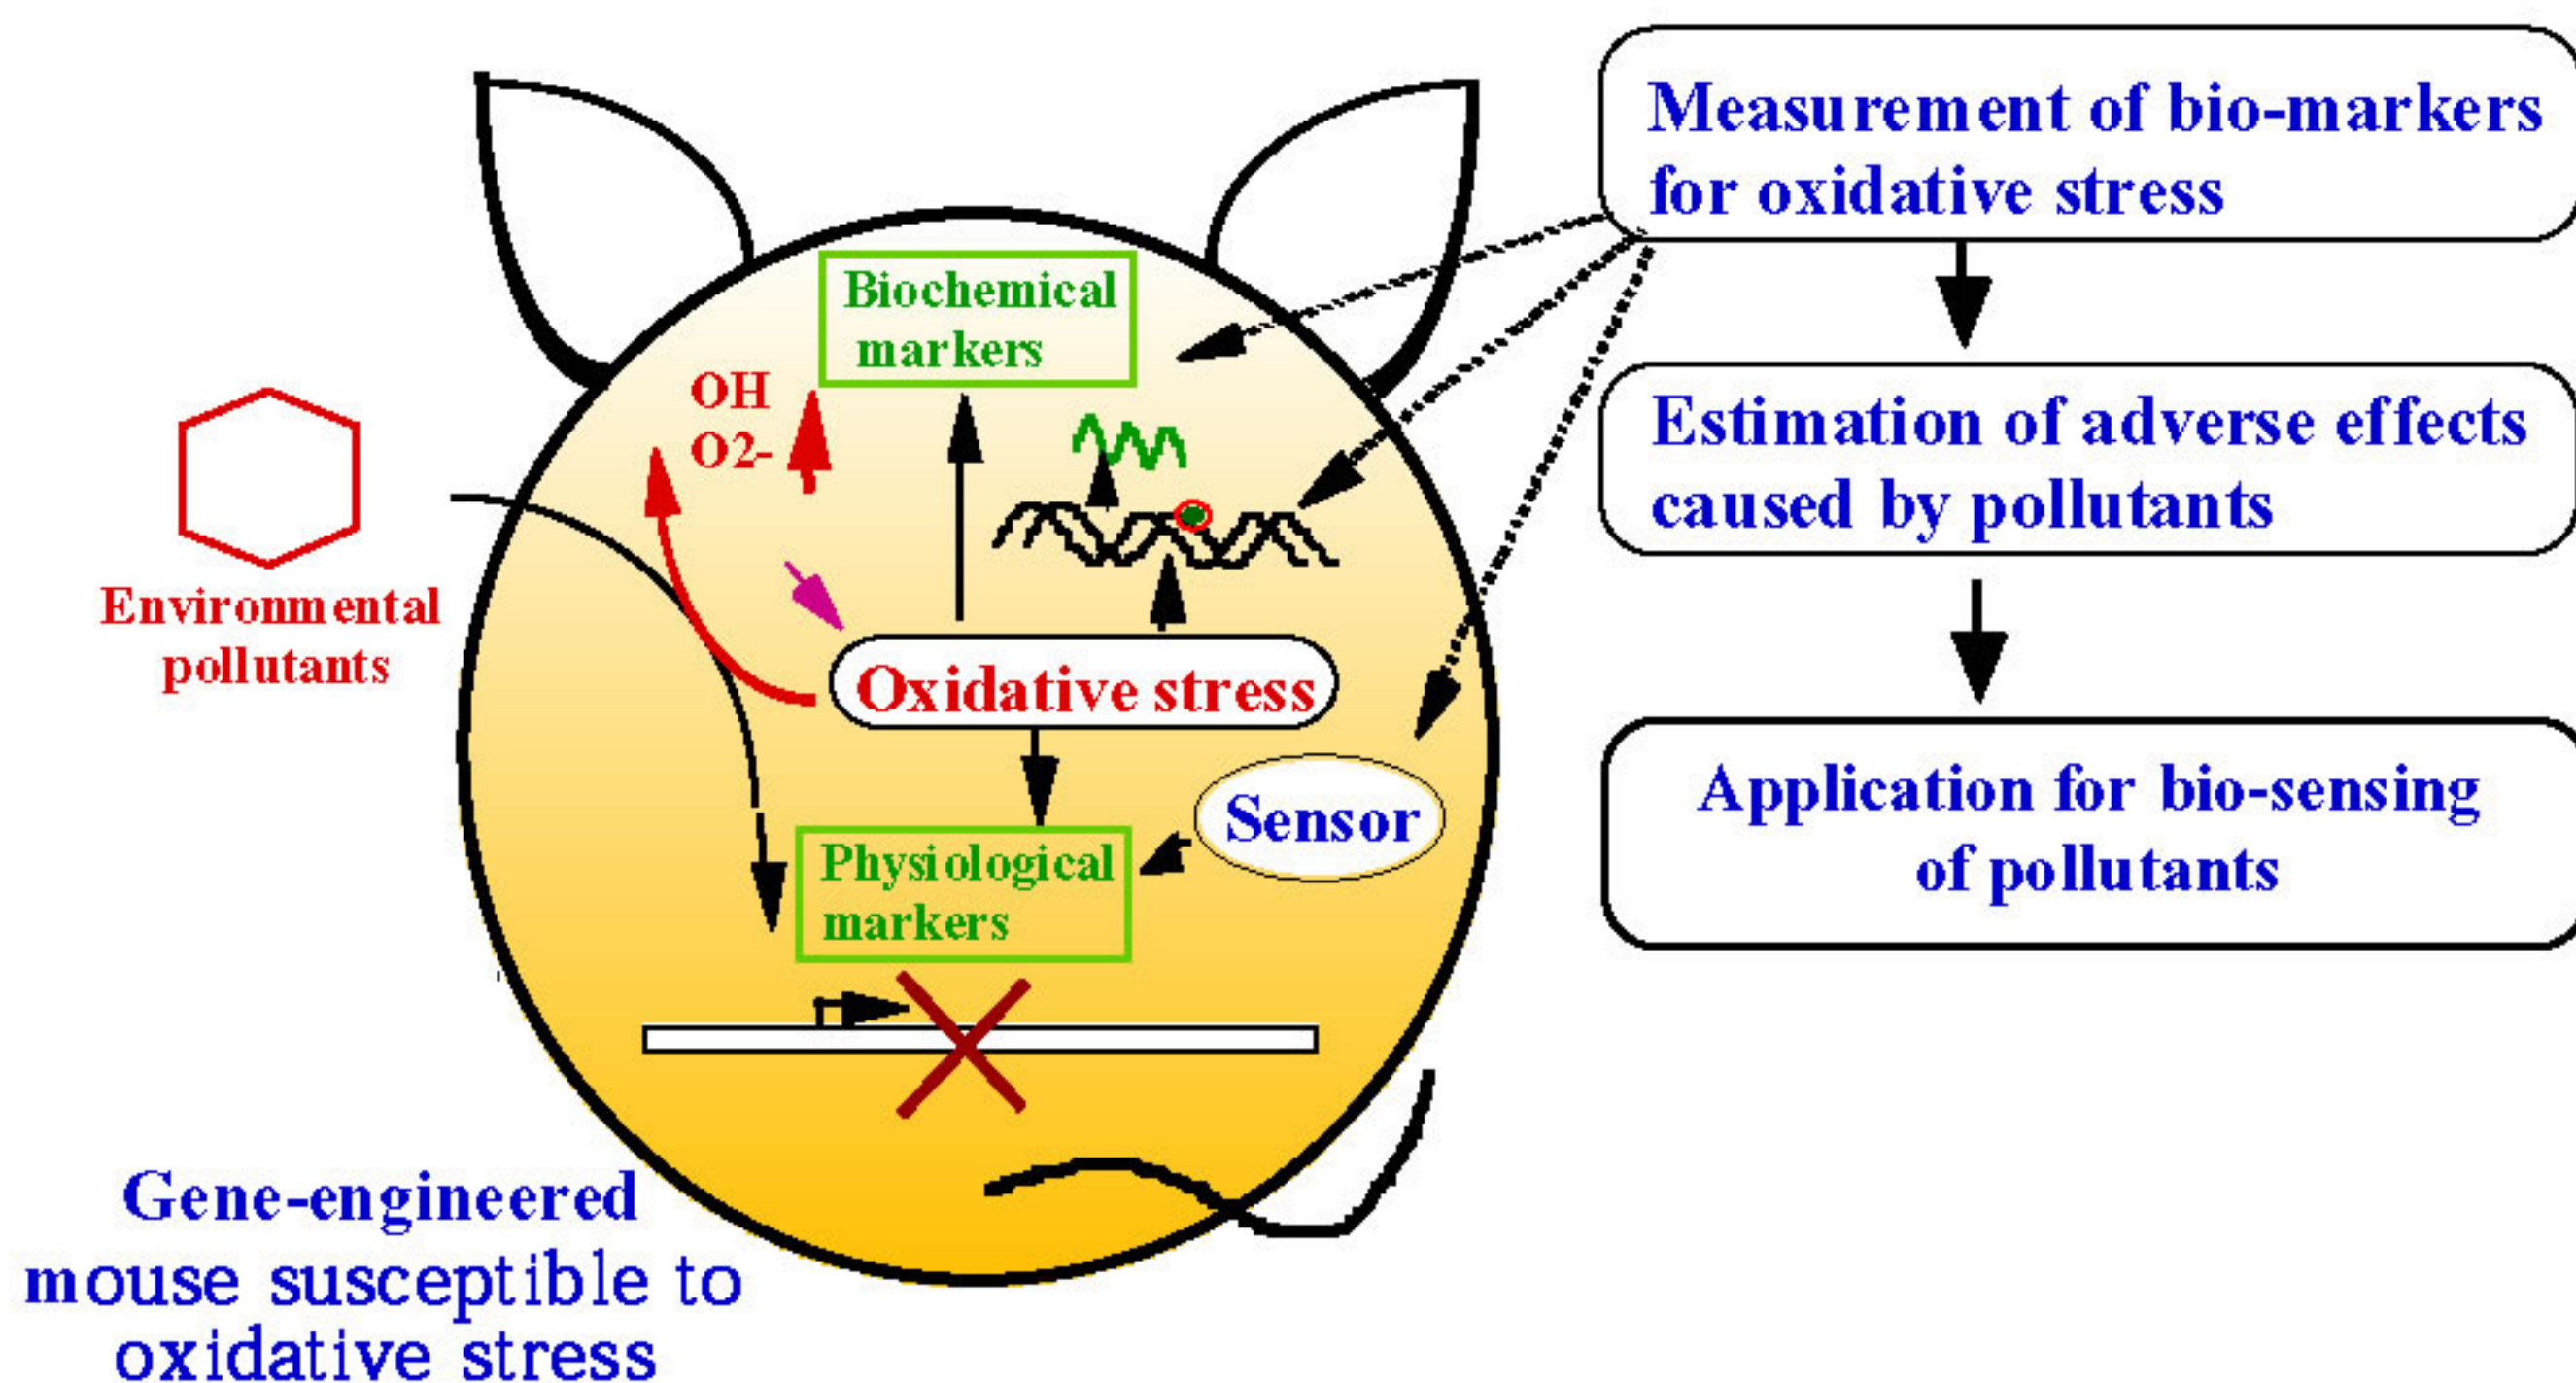 Measurement of bio-markers
for oxidative stress
Biochemical
markers
OH
O2-
Estimation of adverse effects
caused by pollutants
Environmental
pollutants
Oxidative stress
Sensor
Application for bio-sensing
of pollutants
Physiological
markers
Gene-engineered
mouse susceptible to
oxidative stress